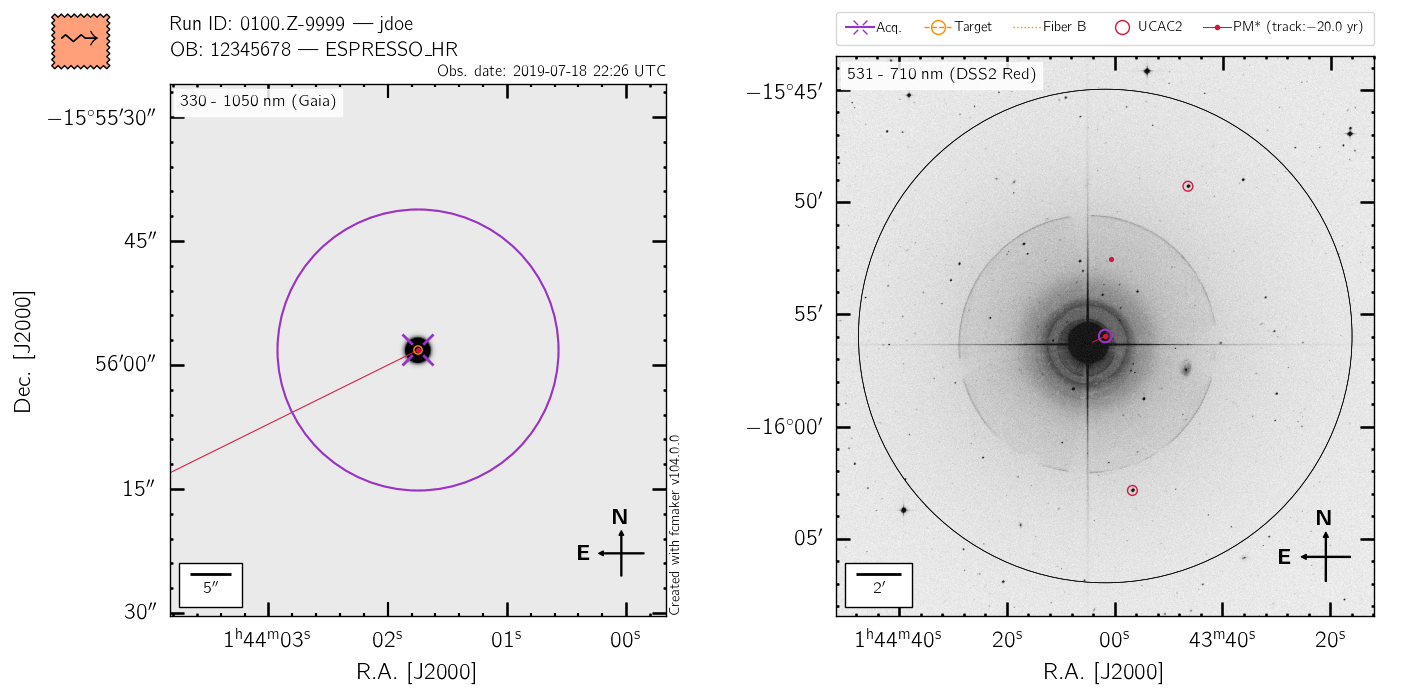 Run ID: 0100.Z-9999 — jdoe
OB: 12345678 — ESPRESSO_HR
Obs. date: 2019-07-18 22:26 UTC
330 - 1050 nm (Gaia)
−15°55′30″
45″
56′00″
15″
30″
Dec. [J2000]
N
E
5″
Created with fcmaker v104.0.0
1ʰ44ᵐ03ˢ 02ˢ 01ˢ 00ˢ
R.A. [J2000]
Acq. Target Fiber B UCAC2 PM* (track:−20.0 yr)
531 - 710 nm (DSS2 Red)
−15°45′
50′
55′
−16°00′
05′
N
E
2′
1ʰ44ᵐ40ˢ 20ˢ 00ˢ 43ᵐ40ˢ 20ˢ
R.A. [J2000]